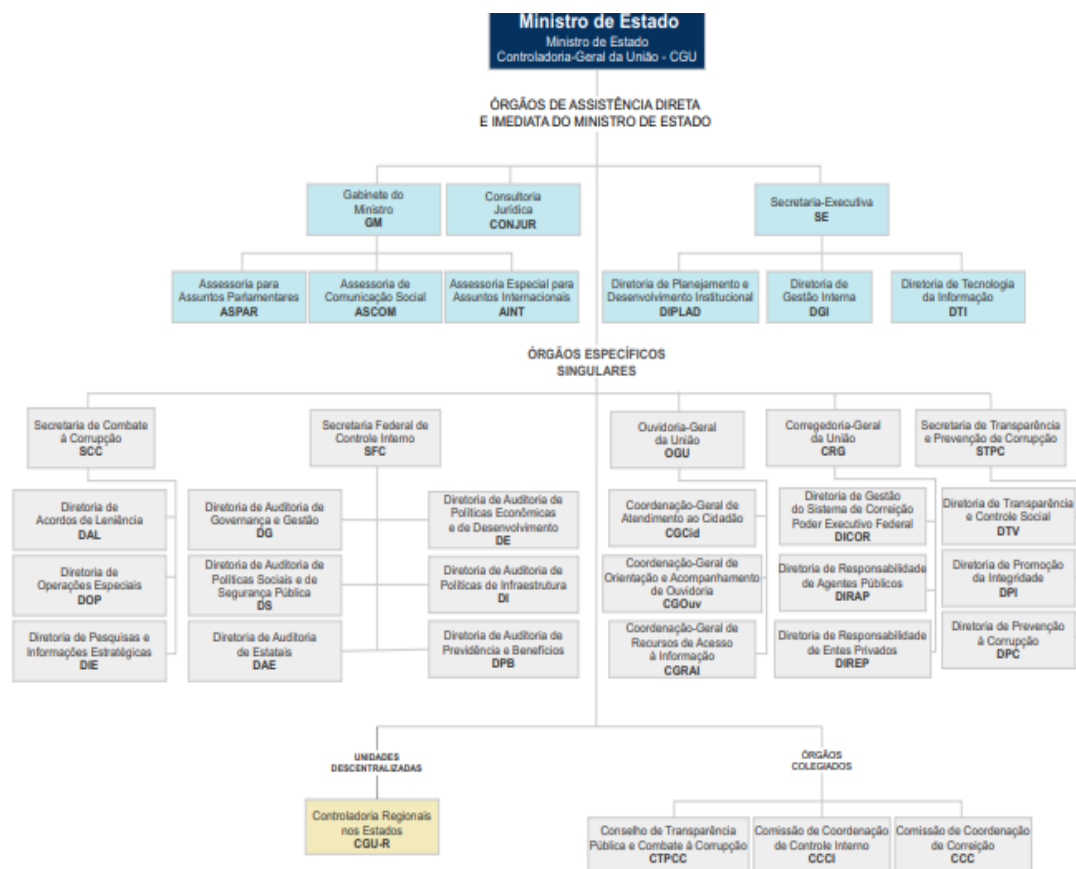 Ministro de Estado
Ministro de Estado
Controladoria-Geral da União - CGU
ÓRGÃOS DE ASSISTÊNCIA DIRETA
E IMEDIATA DO MINISTRO DE ESTADO
Gabinete do
Ministro
GM
Consultoria
Jurídica
CONJUR
Secretaria-Executiva
SE
Assessoria para
Assuntos Parlamentares
ASPAR
Assessoria de
Comunicação Social
ASCOM
Assessoria Especial para
Assuntos Internacionais
AINT
Diretoria de Planejamento e
Desenvolvimento Institucional
DIPLAD
Diretoria de
Gestão Interna
DGI
Diretoria de Tecnologia
da Informação
DTI
ÓRGÃOS ESPECÍFICOS
SINGULARES
Secretaria de Combate
à Corrupção
SCC
Secretaria Federal de
Controle Interno
SFC
Ouvidoria-Geral
da União
OGU
Corregedoria-Geral
da União
CRG
Secretaria de Transparência
e Prevenção de Corrupção
STPC
Diretoria de
Acordos de Leniência
DAL
Diretoria de Auditoria de
Governança e Gestão
DG
Diretoria de Auditoria de
Políticas Econômicas
e de Desenvolvimento
DE
Coordenação-Geral de
Atendimento ao Cidadão
CGCid
Diretoria de Gestão
do Sistema de Correição
Poder Executivo Federal
DICOR
Diretoria de Transparência
e Controle Social
DTV
Diretoria de
Operações Especiais
DOP
Diretoria de Auditoria de
Políticas Sociais e de
Segurança Pública
DS
Diretoria de Auditoria de
Políticas de Infraestrutura
DI
Coordenação-Geral de
Orientação e Acompanhamento
de Ouvidoria
CGOuv
Diretoria de Responsabilidade
de Agentes Públicos
DIRAP
Diretoria de Promoção
da Integridade
DPI
Diretoria de Pesquisas e
Informações Estratégicas
DIE
Diretoria de Auditoria
de Estatais
DAE
Diretoria de Auditoria de
Previdência e Benefícios
DPB
Coordenação-Geral de
Recursos de Acesso
à Informação
CGRAI
Diretoria de Responsabilidade
de Entes Privados
DIREP
Diretoria de Prevenção
à Corrupção
DPC
UNIDADES
DESCENTRALIZADAS
ÓRGÃOS
COLEGIADOS
Controladoria Regionais
nos Estados
CGU-R
Conselho de Transparência
Pública e Combate à Corrupção
CTPCC
Comissão de Coordenação
de Controle Interno
CCCI
Comissão de Coordenação
de Correição
CCC